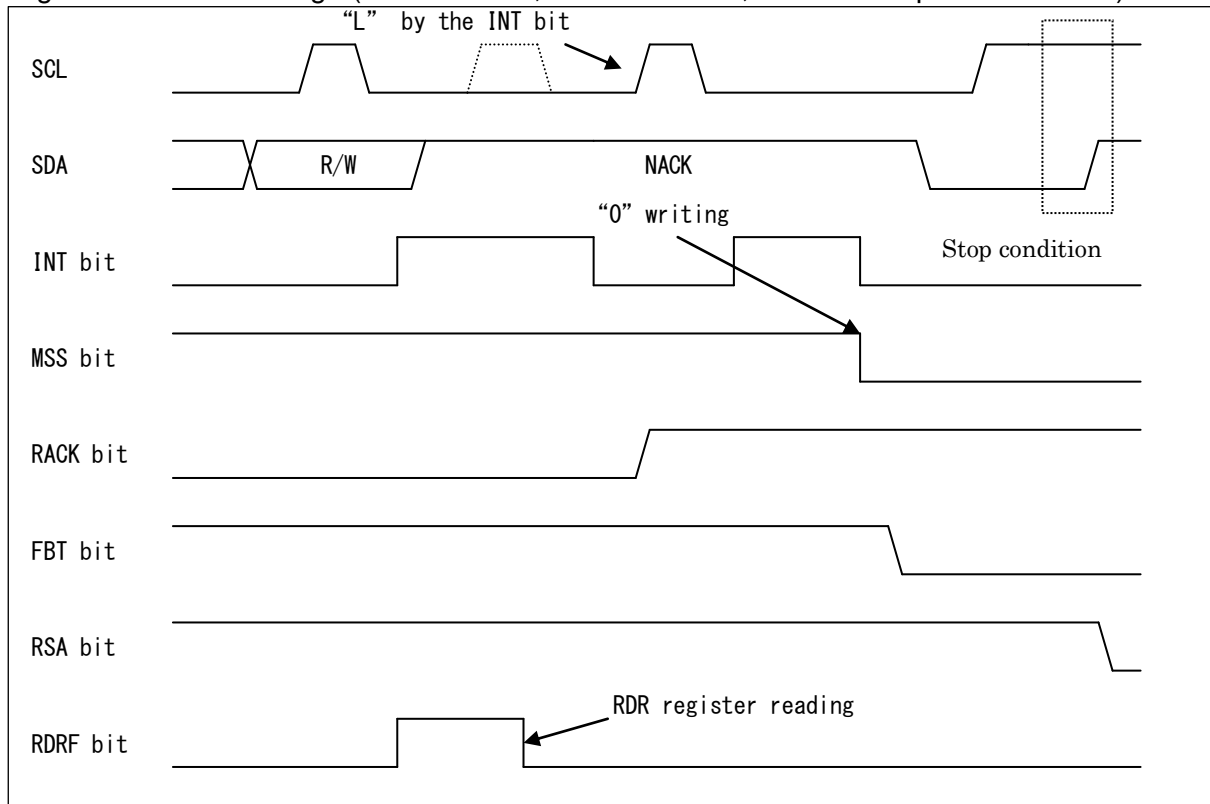 “L” by the INT bit
SCL
SDA
R/W
NACK
“0” writing
INT bit
Stop condition
MSS bit
RACK bit
FBT bit
RSA bit
RDR register reading
RDRF bit